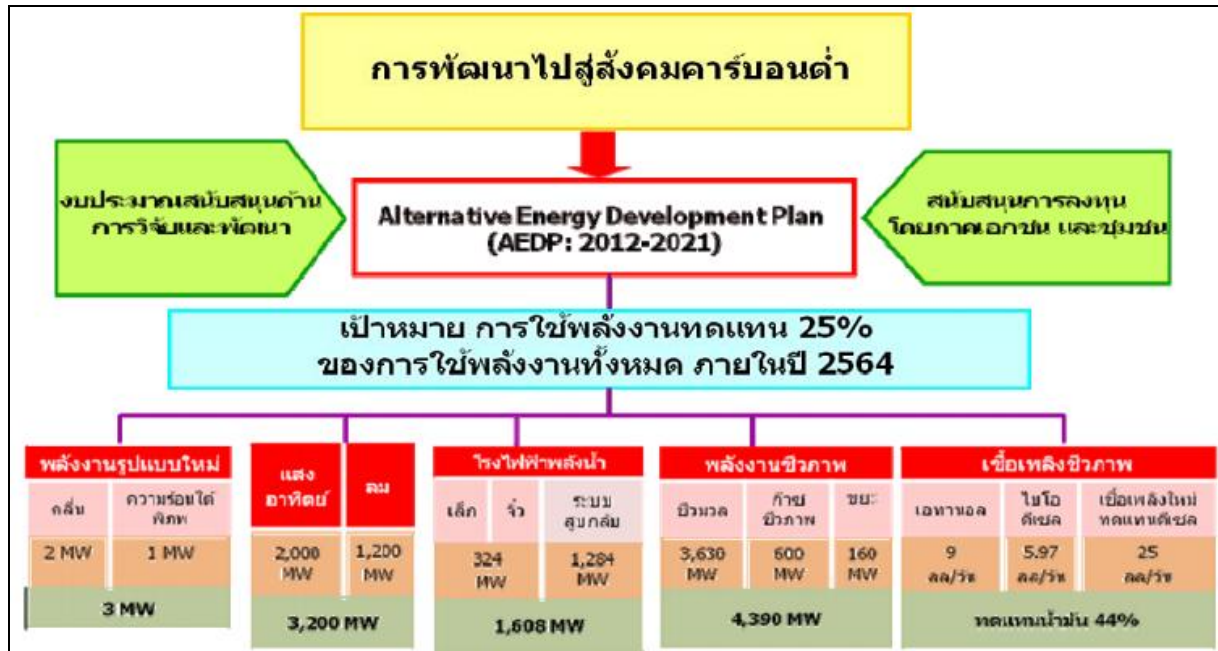 การพัฒนาไปสู่สังคมคาร์บอนต่ำ
งบประมาณสนับสนุนด้าน
การวิจัยและพัฒนา
Alternative Energy Development Plan
(AEDP: 2012-2021)
สนับสนุนการลงทุน
โดยภาคเอกชน และชุมชน
เป้าหมาย การใช้พลังงานทดแทน 25%
ของการใช้พลังงานทั้งหมด ภายในปี 2564
พลังงานรูปแบบใหม่
คลื่น
ความร้อนใต้
พิภพ
2 MW
1 MW
3 MW
แสง
อาทิตย์
ลม
2,000
MW
1,200
MW
3,200 MW
โรงไฟฟ้าพลังน้ำ
เล็ก
จิ๋ว
ระบบ
สูบกลับ
324
MW
1,284
MW
1,608 MW
พลังงานชีวภาพ
ชีวมวล
ก๊าซ
ชีวภาพ
ขยะ
3,630
MW
600
MW
160
MW
4,390 MW
เชื้อเพลิงชีวภาพ
เอทานอล
ไบโอ
ดีเซล
เชื้อเพลิงใหม่
ทดแทนดีเซล
9
ลล/วัน
5.97
ลล/วัน
25
ลล/วัน
ทดแทนน้ำมัน 44%